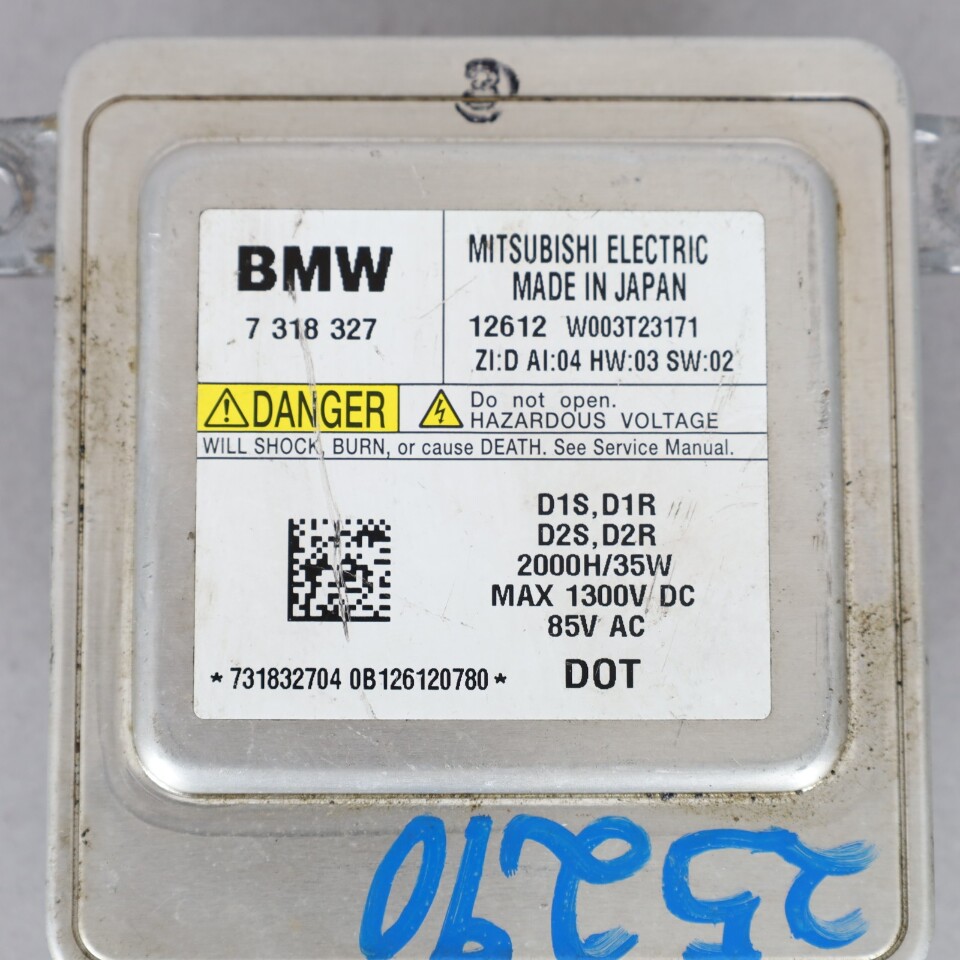 BMW
7 318 327
MITSUBISHI ELECTRIC
MADE IN JAPAN
12612 W003T23171
ZI:D AI:04 HW:03 SW:02
DANGER
Do not open.
HAZARDOUS VOLTAGE
WILL SHOCK, BURN, or cause DEATH. See Service Manual.
D1S,D1R
D2S,D2R
2000H/35W
MAX 1300V DC
85V AC
DOT
*731832704 0B126120780*